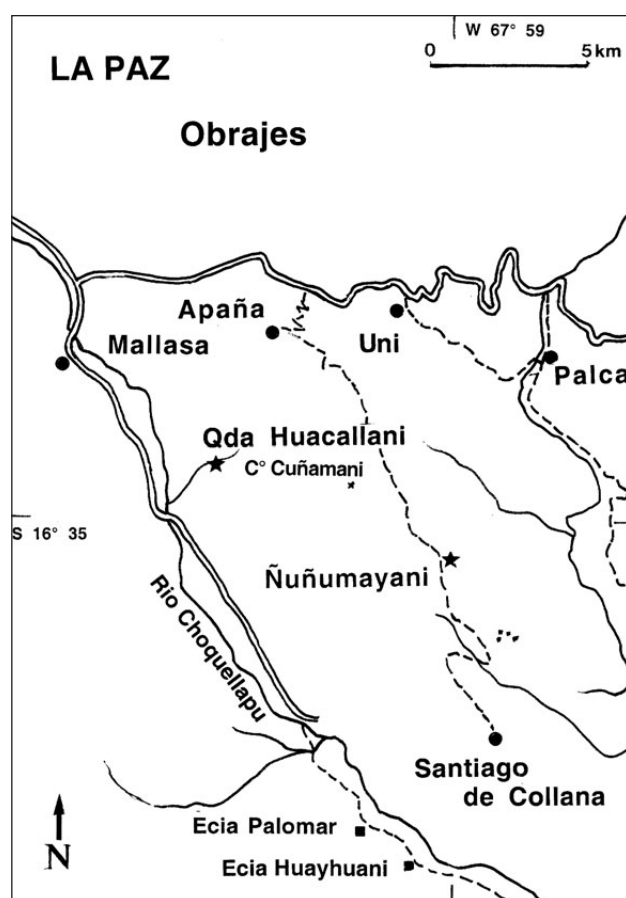 W 67° 59
0 5 km
LA PAZ
Obrajes
Apaña
Mallasa
Uni
Palca
Qda Huacallani
C° Cuñamani
S 16° 35
Ñuñumayani
Rio Choquellapu
Santiago
de Collana
Ecia Palomar
N
Ecia Huayhuani